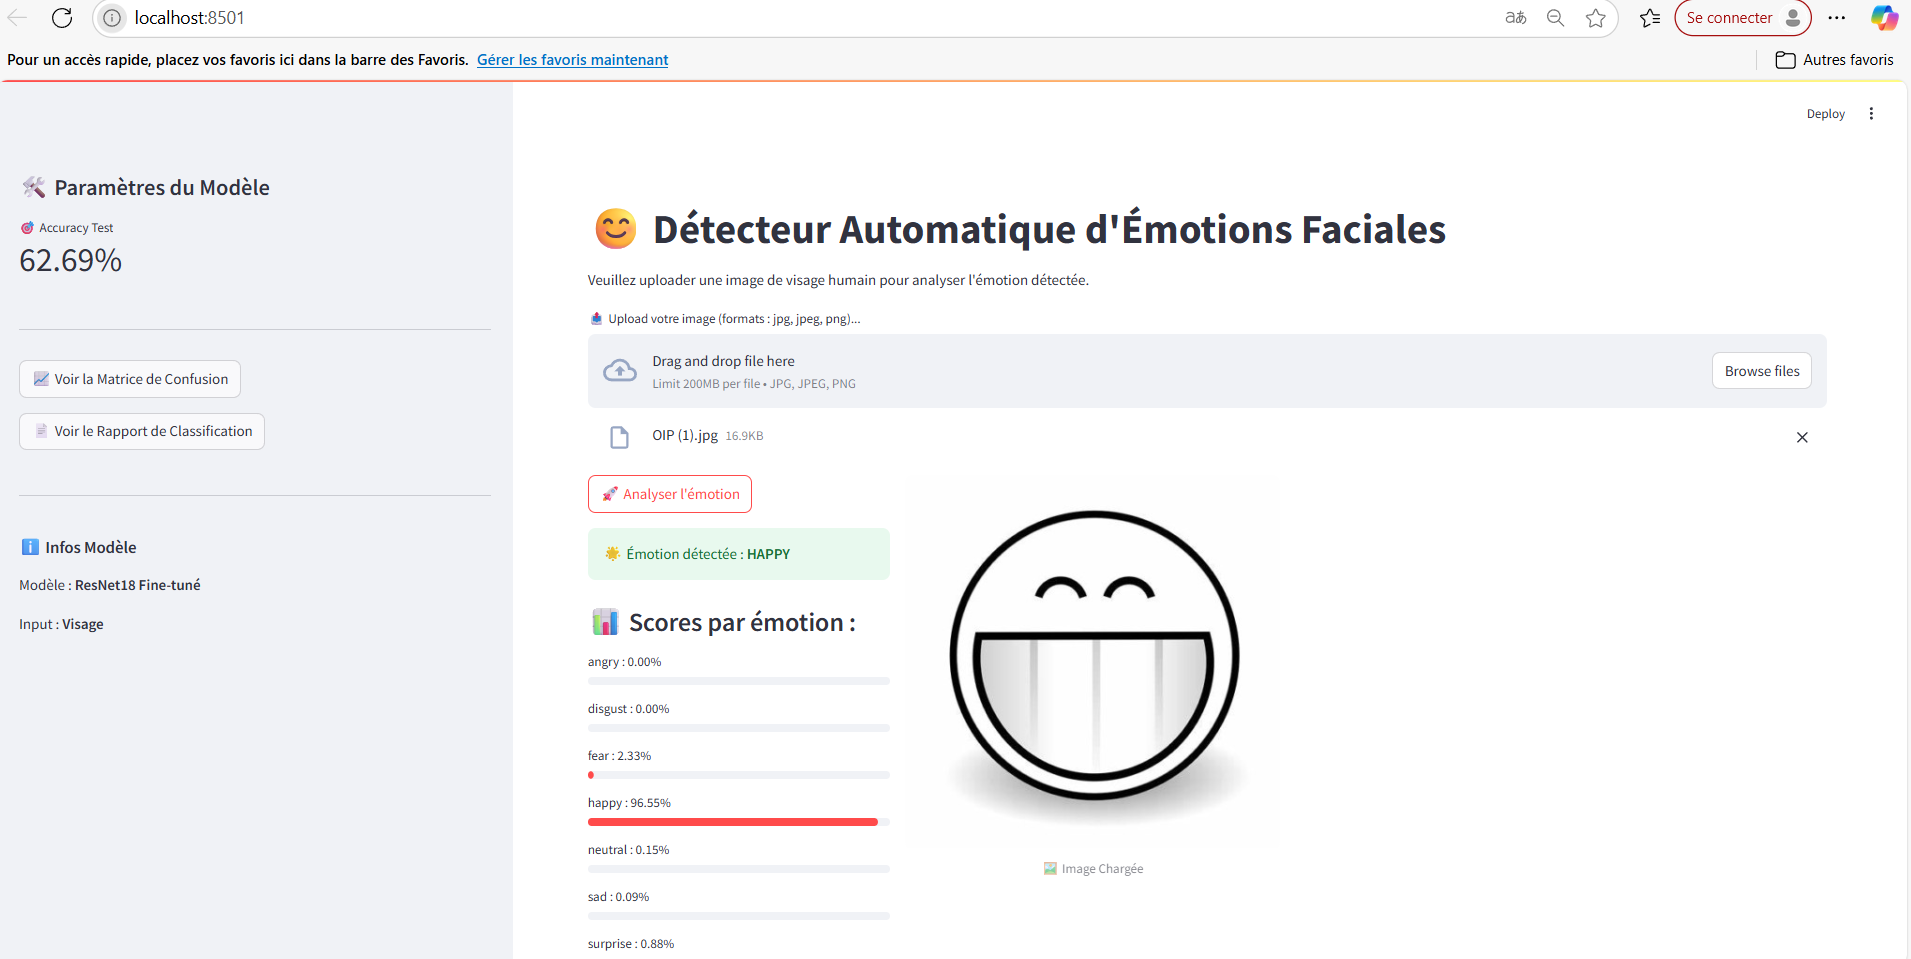 localhost:8501
aあ
Se connecter
Pour un accès rapide, placez vos favoris ici dans la barre des Favoris. Gérer les favoris maintenant
Autres favoris
Deploy
Paramètres du Modèle
Accuracy Test
62.69%
Voir la Matrice de Confusion
Voir le Rapport de Classification
Infos Modèle
Modèle : ResNet18 Fine-tuné
Input : Visage
Détecteur Automatique d'Émotions Faciales
Veuillez uploader une image de visage humain pour analyser l'émotion détectée.
Upload votre image (formats : jpg, jpeg, png)...
Drag and drop file here
Limit 200MB per file • JPG, JPEG, PNG
Browse files
OIP (1).jpg 16.9KB
Analyser l'émotion
Émotion détectée : HAPPY
Scores par émotion :
angry : 0.00%
disgust : 0.00%
fear : 2.33%
happy : 96.55%
neutral : 0.15%
sad : 0.09%
surprise : 0.88%
Image Chargée